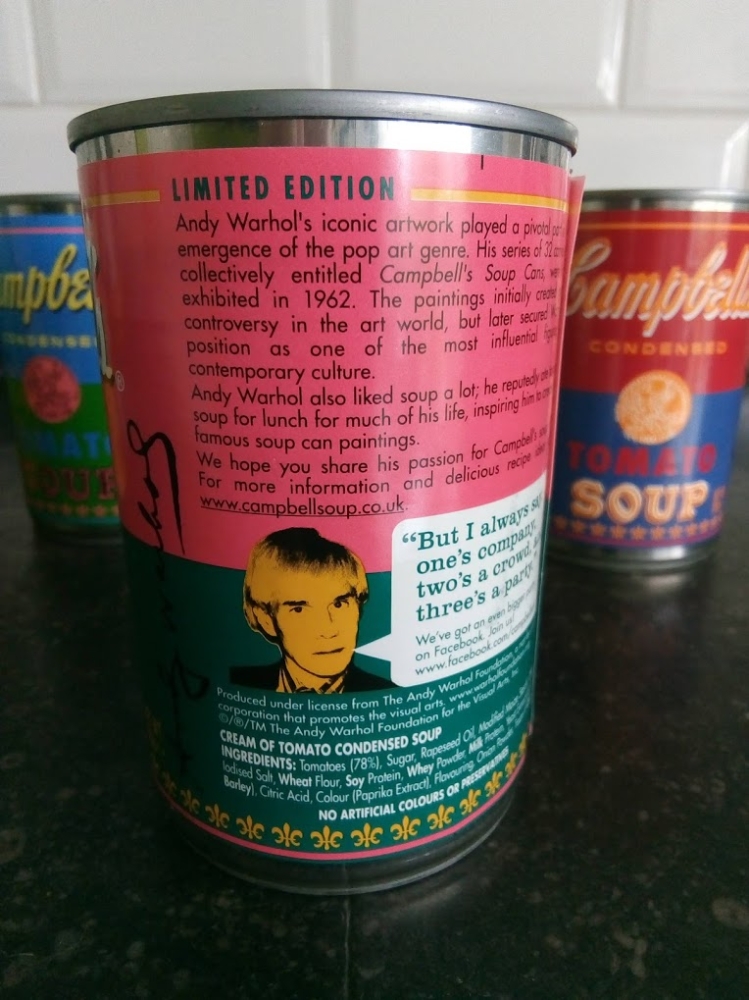 LIMITED EDITION
Andy Warhol's iconic artwork played a pivotal
emergence of the pop art genre. His series of 32
collectively entitled Campbell's Soup Cans,
exhibited in 1962. The paintings initially created
controversy in the art world, but later secured
position as one of the most influential
contemporary culture.
Andy Warhol also liked soup a lot; he reputedly
soup for lunch for much of his life, inspiring him to
famous soup can paintings.
We hope you share his passion for Campbell's
For more information and delicious recipe
www.campbellsoup.co.uk.
“But I always
one's company,
two's a crowd,
three's a party.
We've got an even bigger
on Facebook. Join us!
Produced under license from The Andy Warhol Foundation,
corporation that promotes the visual arts.
©/®/TM The Andy Warhol Foundation for the Visual Arts,
CREAM OF TOMATO CONDENSED SOUP
INGREDIENTS: Tomatoes (78%), Sugar, Rapeseed Oil, Modified
Iodised Salt, Wheat Flour, Soy Protein, Whey Powder, Milk Protein,
Barley), Citric Acid, Colour (Paprika Extract), Flavouring, Onion
NO ARTIFICIAL COLOURS OR PRESERVATIVES
Andy Warhol
Campbell
CONDENSED
TOMATO
SOUP